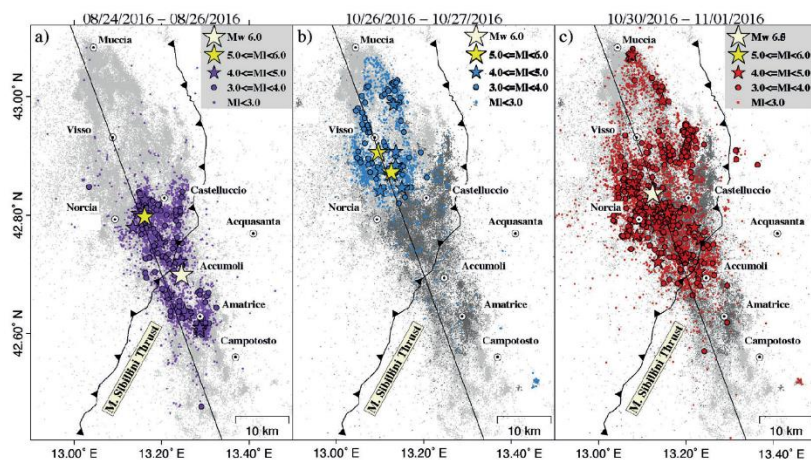 08/24/2016 – 08/26/2016
10/26/2016 – 10/27/2016
10/30/2016 – 11/01/2016
a)
Muccia
Mw 6.0
5.0<=Ml<6.0
4.0<=Ml<5.0
3.0<=Ml<4.0
Ml<3.0
Visso
Castelluccio
Norcia
Acquasanta
Accumoli
Amatrice
Campotosto
M. Sibillini Thrust
10 km
b)
Muccia
Mw 6.0
5.0<=Ml<6.0
4.0<=Ml<5.0
3.0<=Ml<4.0
Ml<3.0
Visso
Castelluccio
Norcia
Acquasanta
Accumoli
Amatrice
Campotosto
M. Sibillini Thrust
10 km
c)
Muccia
Mw 6.5
5.0<=Ml<6.0
4.0<=Ml<5.0
3.0<=Ml<4.0
Ml<3.0
Visso
Castelluccio
Norcia
Acquasanta
Accumoli
Amatrice
Campotosto
M. Sibillini Thrust
10 km
43.00° N
42.80° N
42.60° N
13.00° E 13.20° E 13.40° E
13.00° E 13.20° E 13.40° E
13.00° E 13.20° E 13.40° E